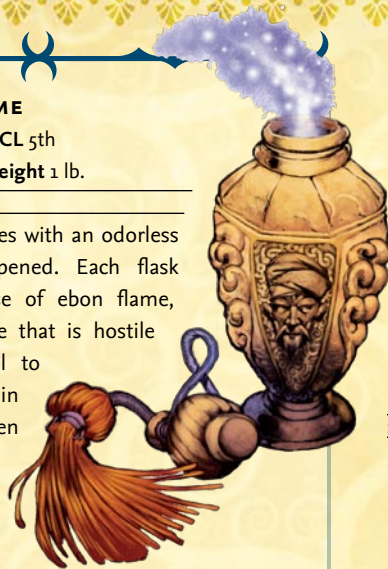 ME
CL 5th
eight 1 lb.
es with an odorless
pened. Each flask
se of ebon flame,
e that is hostile
l to
in
en